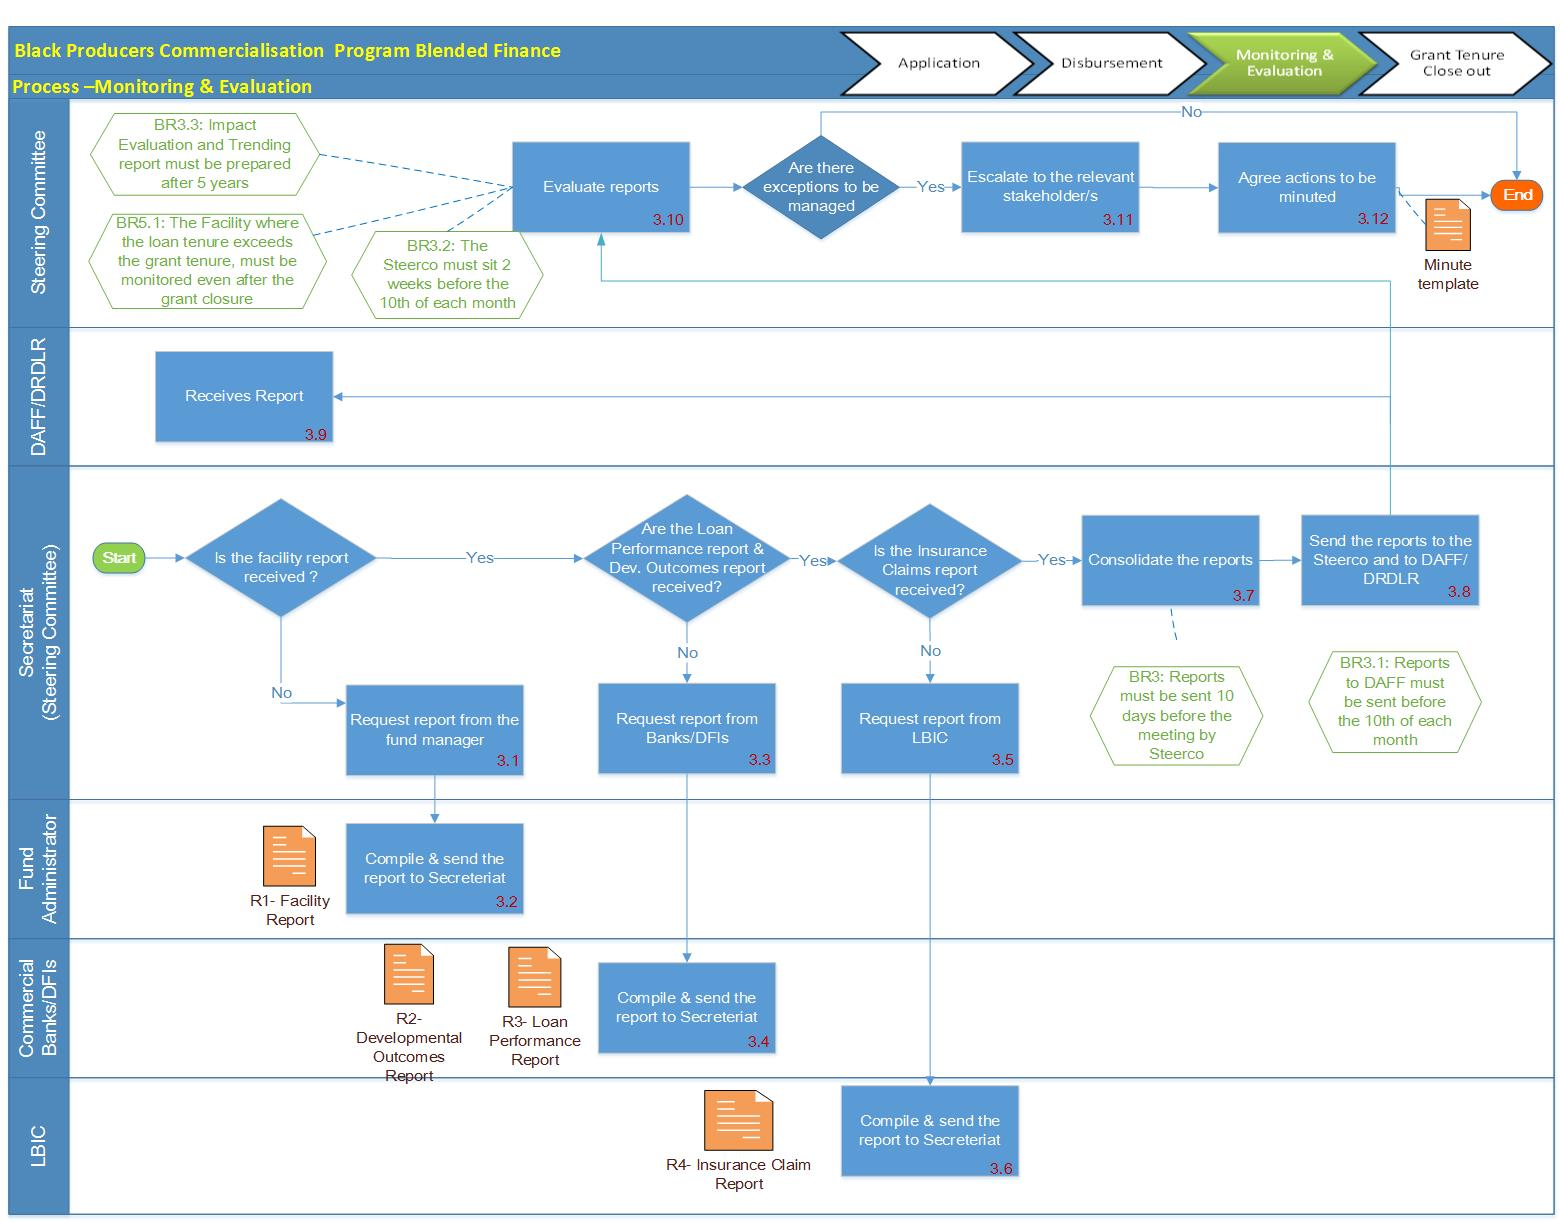 Black Producers Commercialisation  Program Blended Finance
Process –Monitoring & Evaluation
Application
Disbursement
Monitoring &
Evaluation
Grant Tenure
Close out
Steering Committee
BR3.3: Impact
Evaluation and Trending
report must be prepared
after 5 years
BR5.1: The Facility where
the loan tenure exceeds
the grant tenure, must be
monitored even after the
grant closure
BR3.2: The
Steerco must sit 2
weeks before the
10th of each month
Evaluate reports
3.10
Are there
exceptions to be
managed
No
Yes
Escalate to the relevant
stakeholder/s
3.11
Agree actions to be
minuted
3.12
End
Minute
template
DAFF/DRDLR
Receives Report
3.9
Secretariat
(Steering Committee)
Start
Is the facility report
received ?
Yes
No
Are the Loan
Performance report &
Dev. Outcomes report
received?
Yes
No
Is the Insurance
Claims report
received?
Yes
No
Consolidate the reports
3.7
Send the reports to the
Steerco and to DAFF/
DRDLR
3.8
Request report from the
fund manager
3.1
Request report from
Banks/DFIs
3.3
Request report from
LBIC
3.5
BR3: Reports
must be sent 10
days before the
meeting by
Steerco
BR3.1: Reports
to DAFF must
be sent before
the 10th of each
month
Fund
Administrator
R1- Facility
Report
Compile & send the
report to Secreteriat
3.2
Commercial
Banks/DFIs
R2-
Developmental
Outcomes
Report
R3- Loan
Performance
Report
Compile & send the
report to Secreteriat
3.4
LBIC
R4- Insurance Claim
Report
Compile & send the
report to Secreteriat
3.6